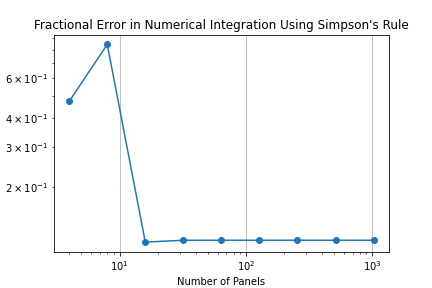 Fractional Error in Numerical Integration Using Simpson's Rule
6 × 10⁻¹
4 × 10⁻¹
3 × 10⁻¹
2 × 10⁻¹
10¹ 10² 10³
Number of Panels